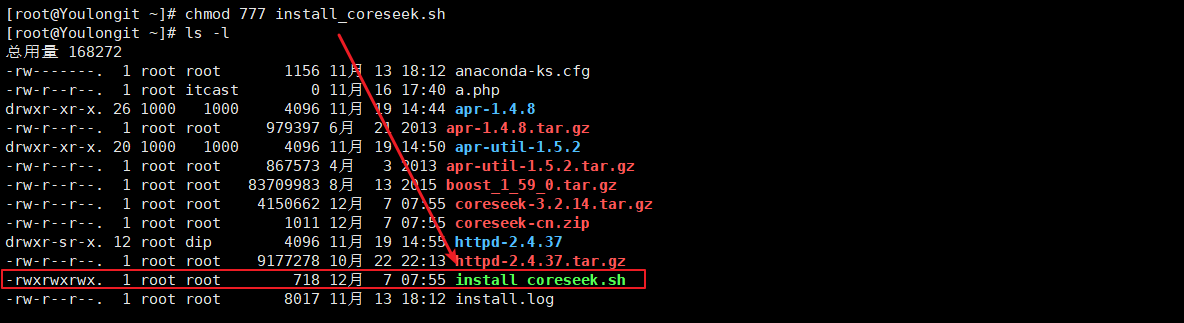 [root@Youlongit ~]# chmod 777 install_coreseek.sh
[root@Youlongit ~]# ls -l
总用量 168272
-rw-------.  1 root root       1156 11月 13 18:12 anaconda-ks.cfg
-rw-r--r--.  1 root itcast        0 11月 16 17:40 a.php
drwxr-xr-x. 26 1000   1000     4096 11月 19 14:44 apr-1.4.8
-rw-r--r--.  1 root root     979397 6月  21 2013 apr-1.4.8.tar.gz
drwxr-xr-x. 20 1000   1000     4096 11月 19 14:50 apr-util-1.5.2
-rw-r--r--.  1 root root     867573 4月   3 2013 apr-util-1.5.2.tar.gz
-rw-r--r--.  1 root root   83709983 8月  13 2015 boost_1_59_0.tar.gz
-rw-r--r--.  1 root root    4150662 12月  7 07:55 coreseek-3.2.14.tar.gz
-rw-r--r--.  1 root root       1011 12月  7 07:55 coreseek-cn.zip
drwxr-sr-x. 12 root dip        4096 11月 19 14:55 httpd-2.4.37
-rw-r--r--.  1 root root    9177278 10月 22 22:13 httpd-2.4.37.tar.gz
-rwxrwxrwx.  1 root root        718 12月  7 07:55 install_coreseek.sh
-rw-r--r--.  1 root root       8017 11月 13 18:12 install.log